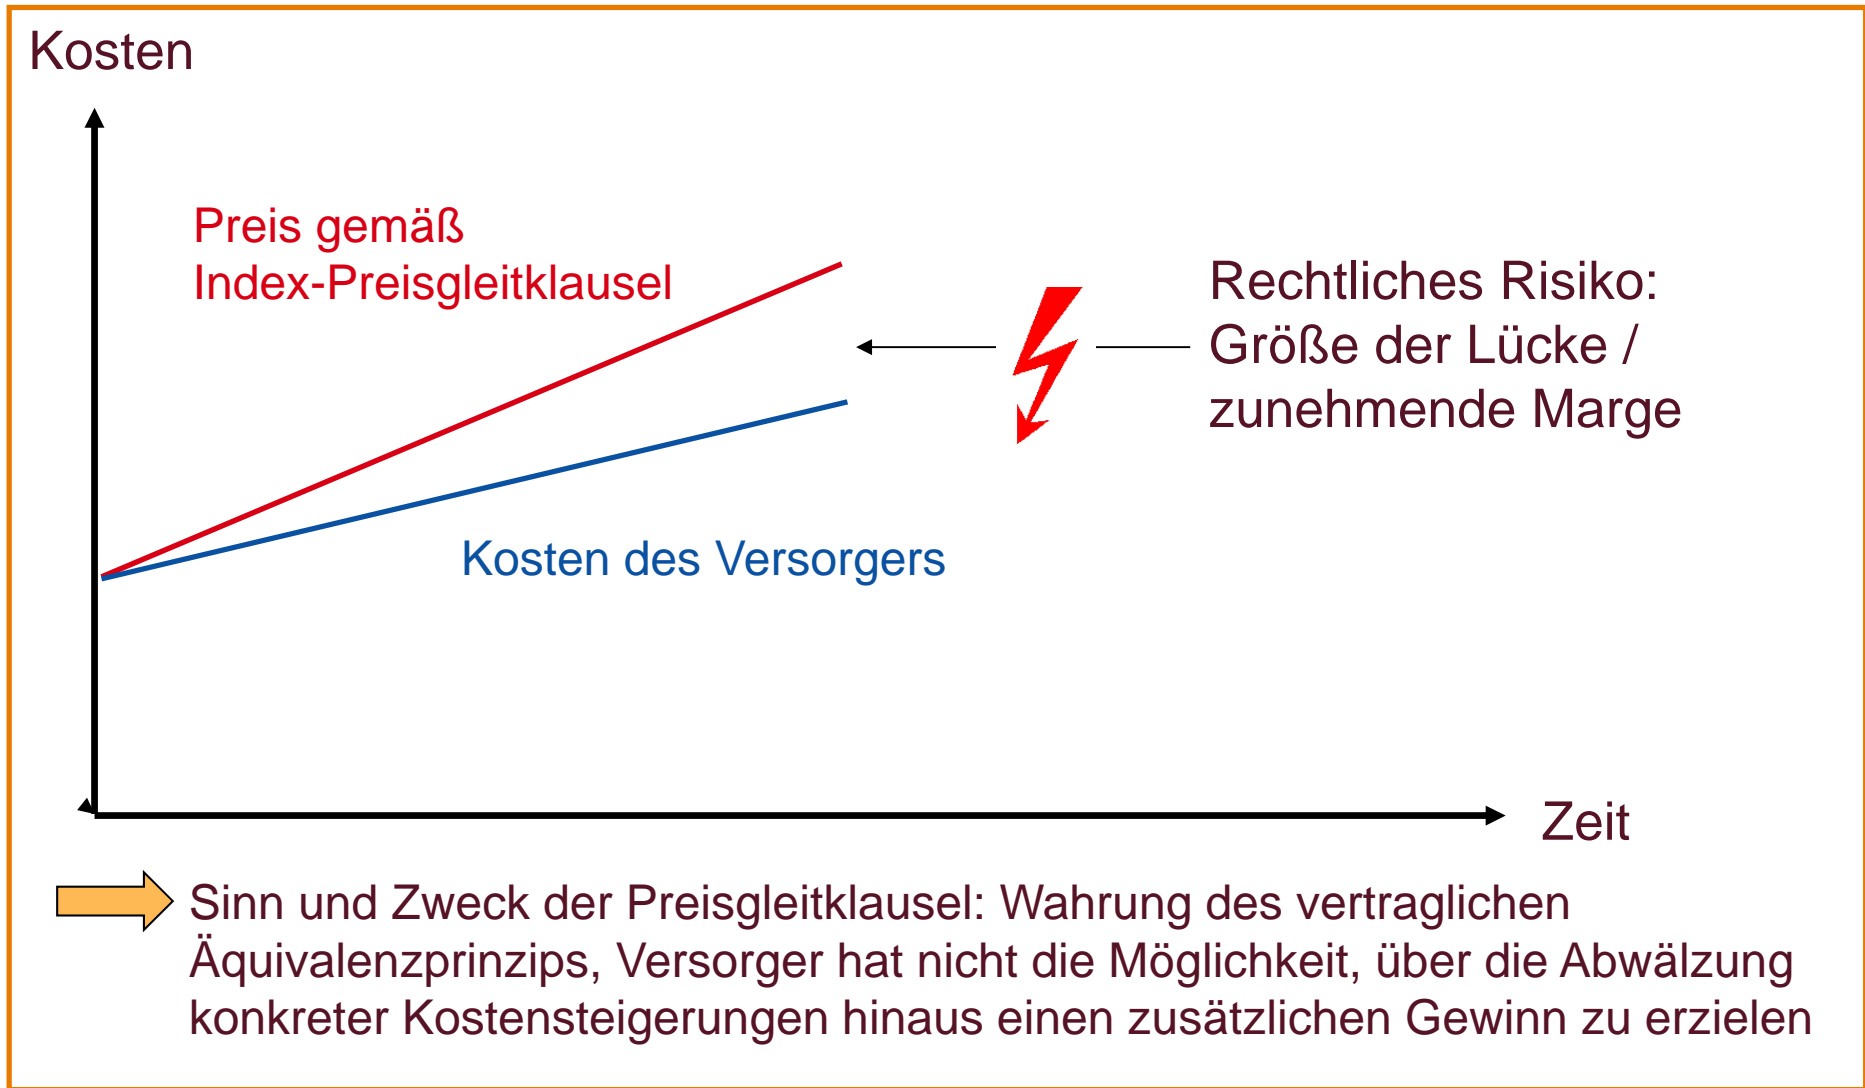 Kosten
Preis gemäß
Index-Preisgleitklausel
Rechtliches Risiko:
Größe der Lücke /
zunehmende Marge
Kosten des Versorgers
Zeit
Sinn und Zweck der Preisgleitklausel: Wahrung des vertraglichen
Äquivalenzprinzips, Versorger hat nicht die Möglichkeit, über die Abwälzung
konkreter Kostensteigerungen hinaus einen zusätzlichen Gewinn zu erzielen